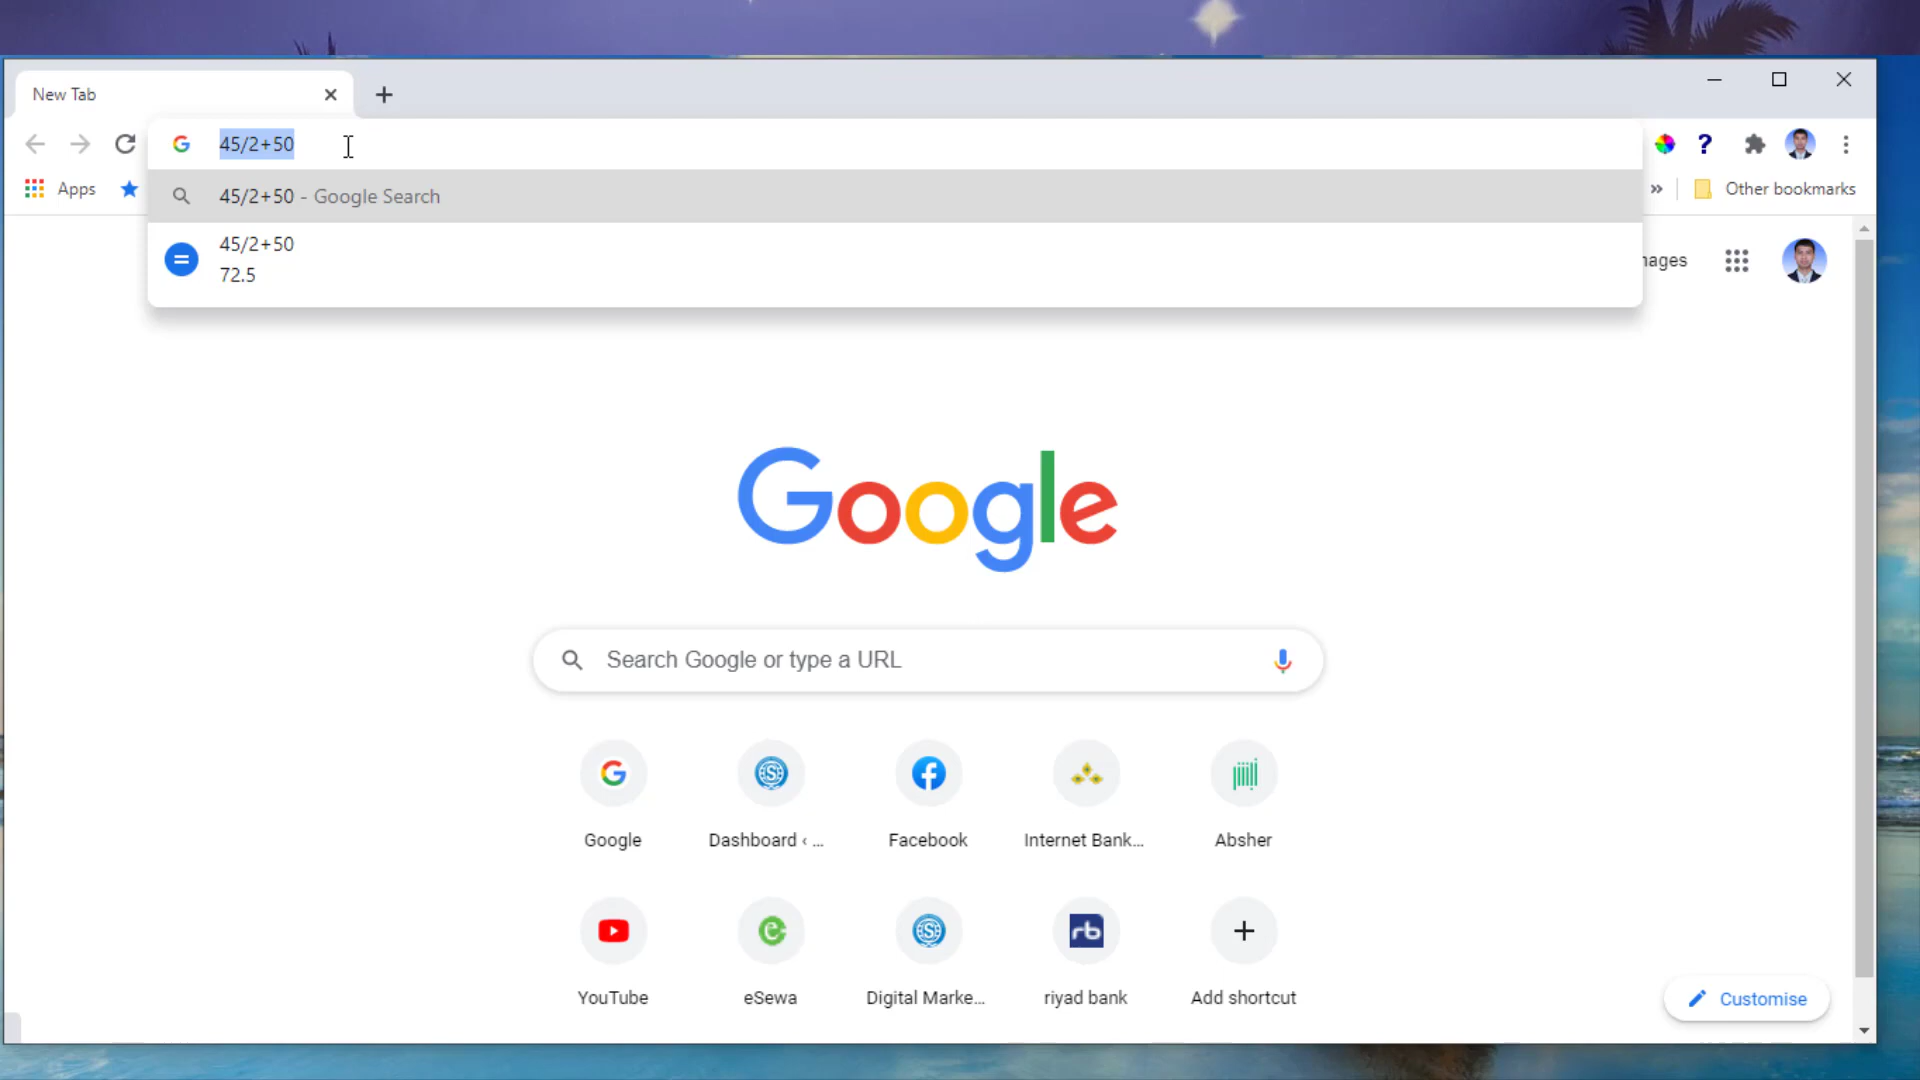 New Tab
45/2+50
Apps
45/2+50 - Google Search
Other bookmarks
45/2+50
72.5
Google
Search Google or type a URL
Google
Dashboard ‹ ...
Facebook
Internet Bank...
Absher
rb
YouTube
eSewa
Digital Marke...
riyad bank
Add shortcut
Customise